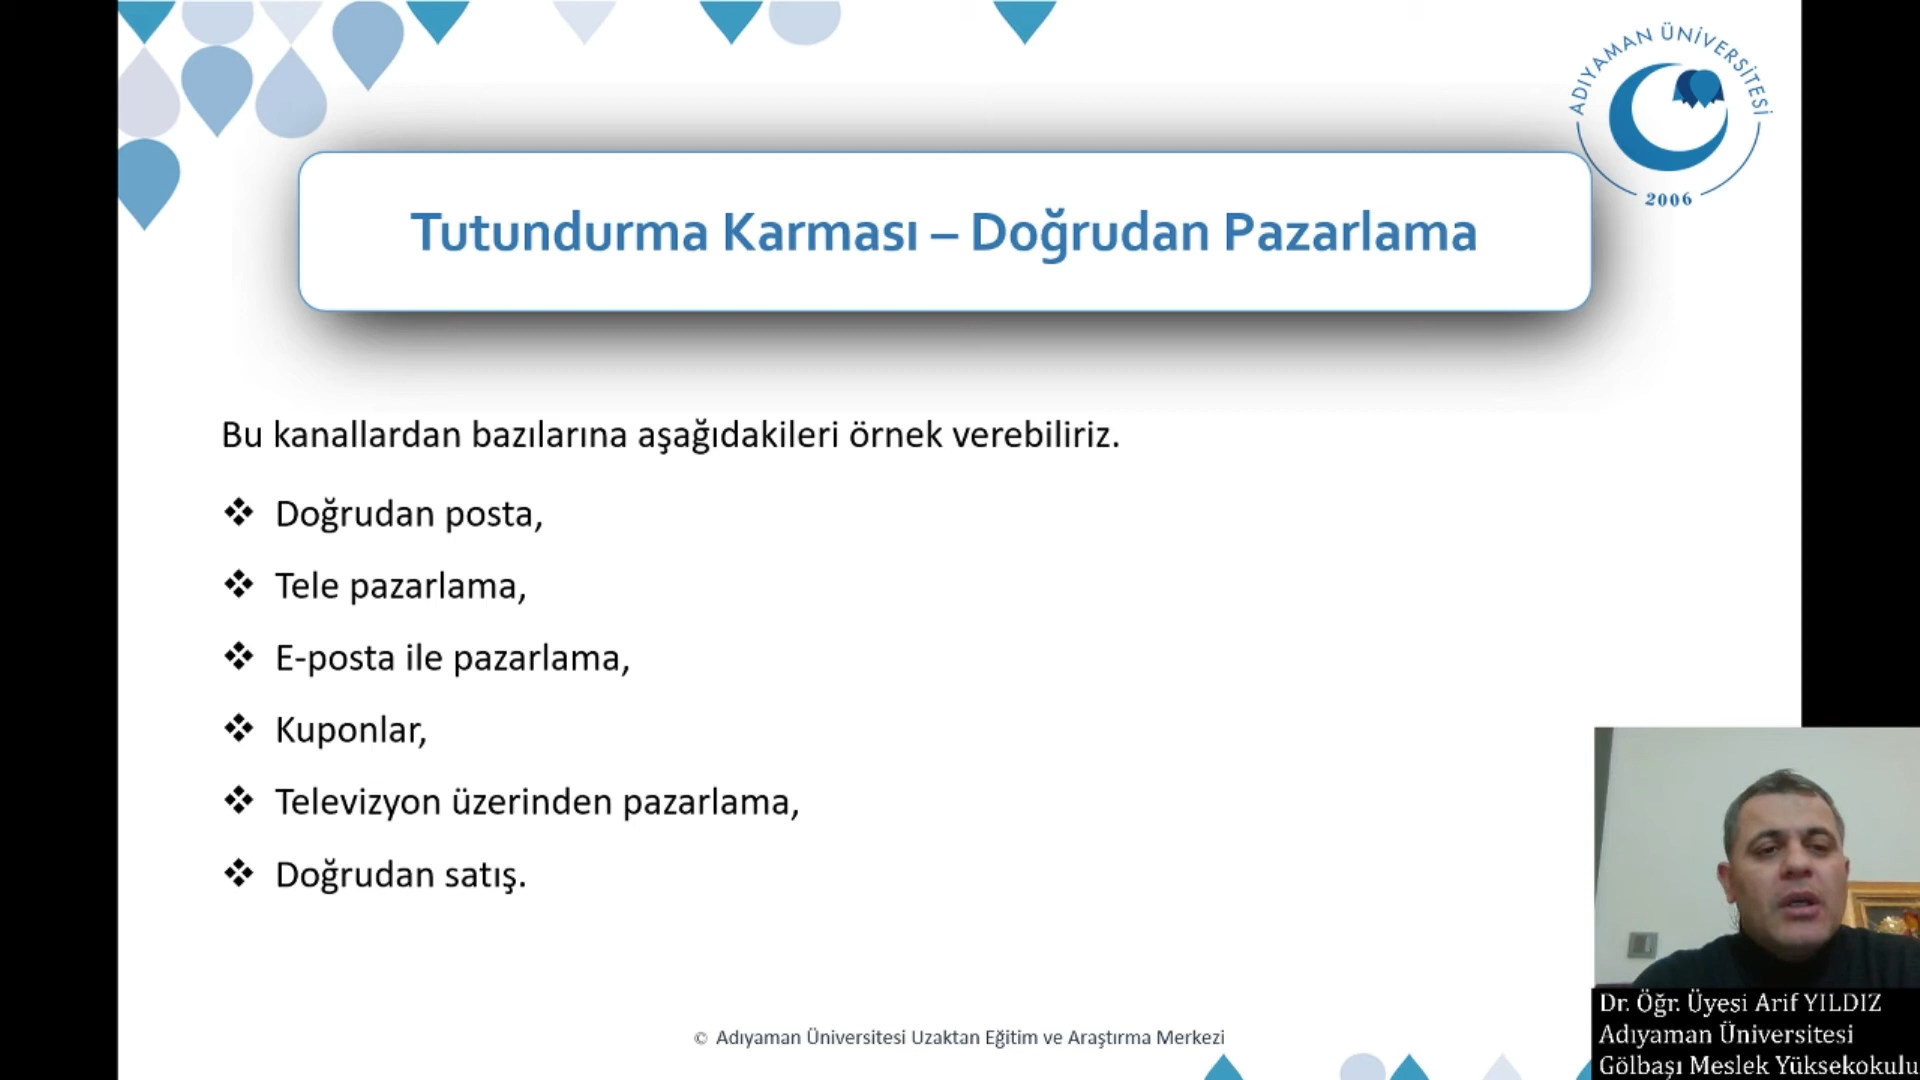 ADIYAMAN ÜNİVERSİTESİ
2006
Tutundurma Karması – Doğrudan Pazarlama
Bu kanallardan bazılarına aşağıdakileri örnek verebiliriz.
❖ Doğrudan posta,
❖ Tele pazarlama,
❖ E-posta ile pazarlama,
❖ Kuponlar,
❖ Televizyon üzerinden pazarlama,
❖ Doğrudan satış.
© Adıyaman Üniversitesi Uzaktan Eğitim ve Araştırma Merkezi
Dr. Öğr. Üyesi Arif YILDIZ
Adıyaman Üniversitesi
Gölbaşı Meslek Yüksekokulu